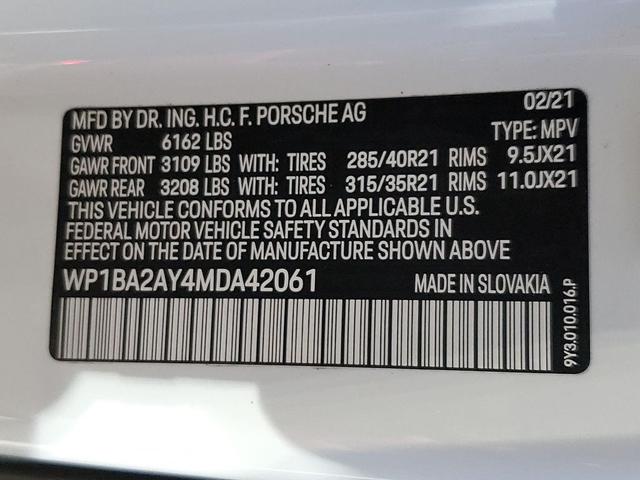 MFD BY DR. ING. H.C. F. PORSCHE AG 02/21
GVWR 6162 LBS TYPE: MPV
GAWR FRONT 3109 LBS WITH: TIRES 285/40R21 RIMS 9.5JX21
GAWR REAR 3208 LBS WITH: TIRES 315/35R21 RIMS 11.0JX21
THIS VEHICLE CONFORMS TO ALL APPLICABLE U.S.
FEDERAL MOTOR VEHICLE SAFETY STANDARDS IN
EFFECT ON THE DATE OF MANUFACTURE SHOWN ABOVE
WP1BA2AY4MDA42061 MADE IN SLOVAKIA
9Y3.010.016.P